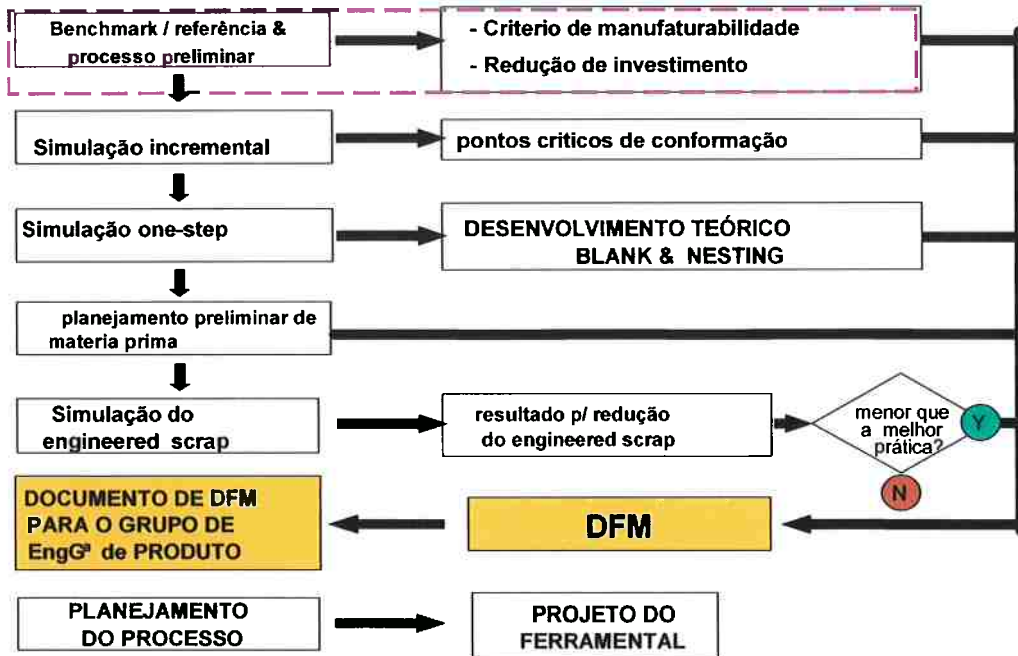 Benchmark / referência &
processo preliminar
- Criterio de manufaturabilidade
- Redução de investimento
Simulação incremental
pontos criticos de conformação
Simulação one-step
DESENVOLVIMENTO TEÓRICO
BLANK & NESTING
planejamento preliminar de
materia prima
Simulação do
engineered scrap
resultado p/ redução
do engineered scrap
menor que
a melhor
prática?
Y
N
DOCUMENTO DE DFM
PARA O GRUPO DE
EngGª de PRODUTO
DFM
PLANEJAMENTO
DO PROCESSO
PROJETO DO
FERRAMENTAL